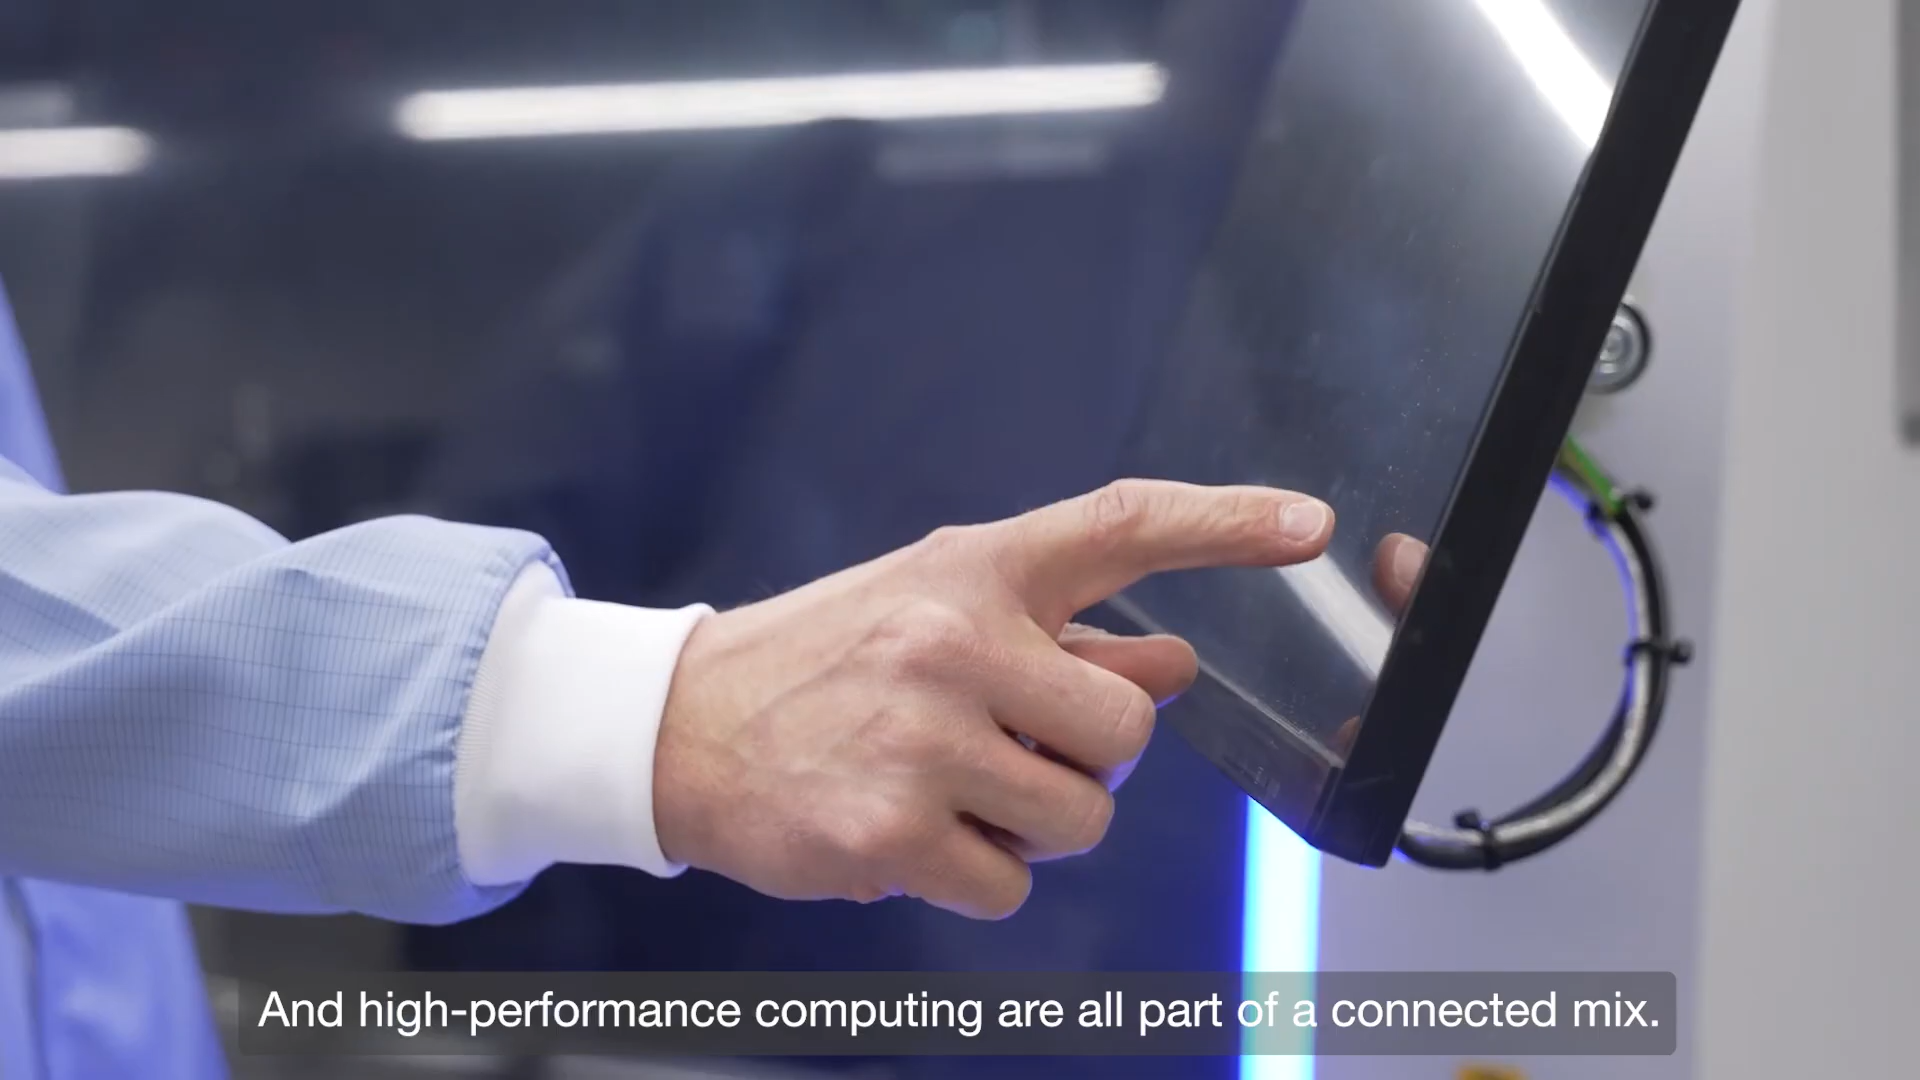 And high-performance computing are all part of a connected mix.